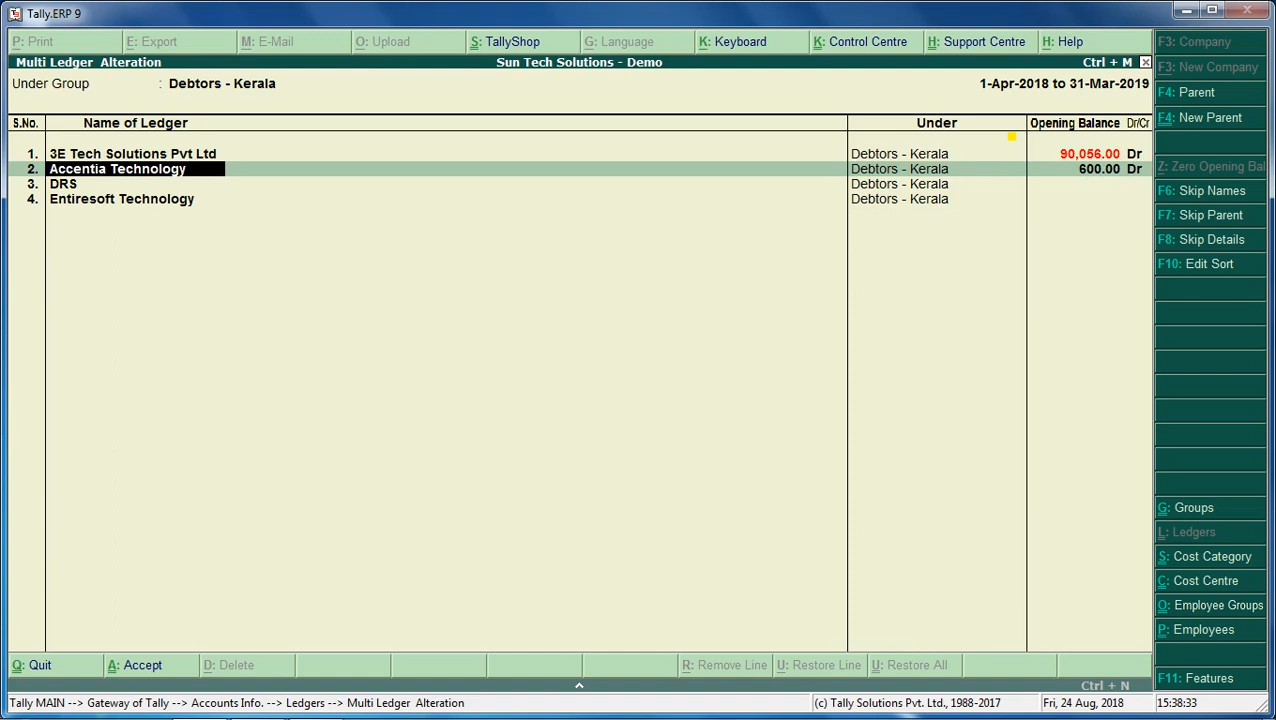 Tally.ERP 9
P: Print E: Export M: E-Mail O: Upload S: TallyShop G: Language K: Keyboard K: Control Centre H: Support Centre H: Help
Multi Ledger Alteration Sun Tech Solutions - Demo Ctrl + M
Under Group : Debtors - Kerala 1-Apr-2018 to 31-Mar-2019
S.No. Name of Ledger Under Opening Balance Dr/Cr
1. 3E Tech Solutions Pvt Ltd Debtors - Kerala 90,056.00 Dr
2. Accentia Technology Debtors - Kerala 600.00 Dr
3. DRS Debtors - Kerala
4. Entiresoft Technology Debtors - Kerala
F3: Company
F3: New Company
F4: Parent
F4: New Parent
Z: Zero Opening Bal
F6: Skip Names
F7: Skip Parent
F8: Skip Details
F10: Edit Sort
G: Groups
L: Ledgers
S: Cost Category
C: Cost Centre
O: Employee Groups
P: Employees
F11: Features
Q: Quit A: Accept D: Delete R: Remove Line U: Restore Line U: Restore All
Ctrl + N
Tally MAIN --> Gateway of Tally --> Accounts Info. --> Ledgers --> Multi Ledger Alteration (c) Tally Solutions Pvt. Ltd., 1988-2017 Fri, 24 Aug, 2018 15:38:33